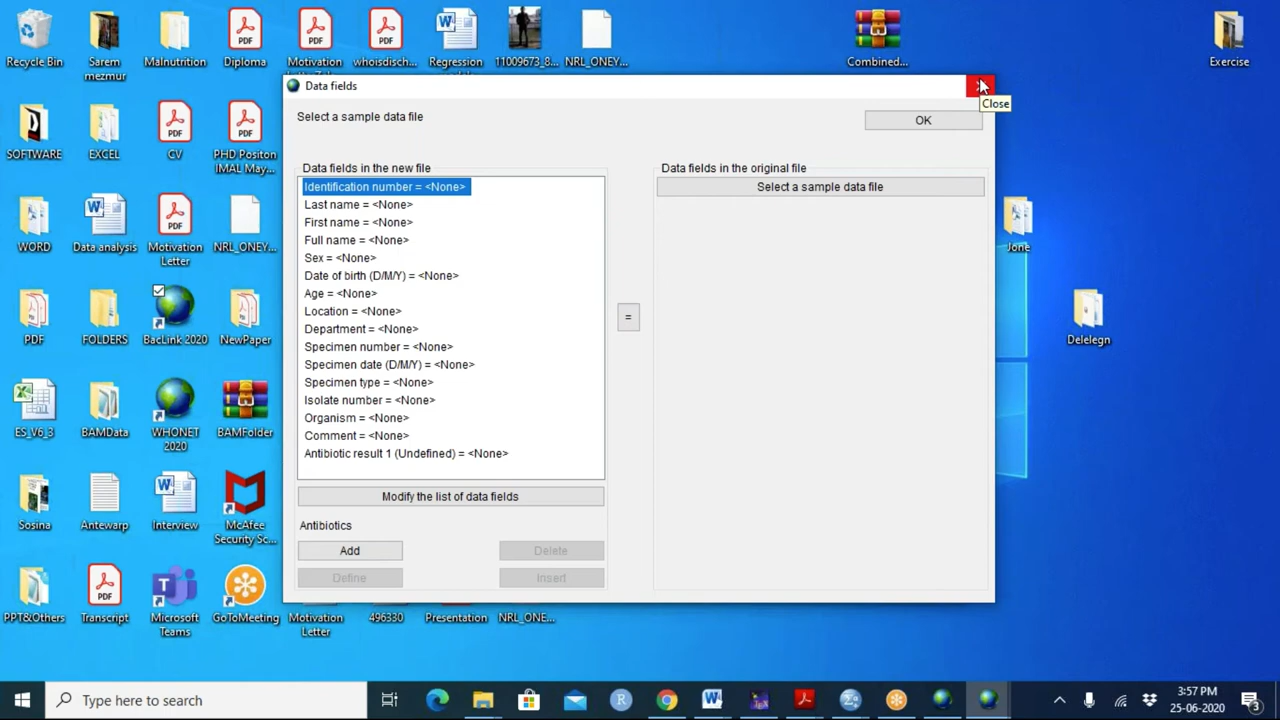 Recycle Bin
Sarem
mezmur
Malnutrition
Diploma
Motivation
whoisdisch...
Regression
11009673_8...
NRL_ONEY...
Combined...
Exercise
Data fields
Close
Select a sample data file
OK
Data fields in the new file
Data fields in the original file
Identification number = <None>
Select a sample data file
Last name = <None>
First name = <None>
Full name = <None>
Sex = <None>
Date of birth (D/M/Y) = <None>
Age = <None>
Location = <None>
Department = <None>
Specimen number = <None>
Specimen date (D/M/Y) = <None>
Specimen type = <None>
Isolate number = <None>
Organism = <None>
Comment = <None>
Antibiotic result 1 (Undefined) = <None>
=
Modify the list of data fields
Antibiotics
Add
Delete
Define
Insert
SOFTWARE
EXCEL
CV
PHD Positon
IMAL May...
WORD
Data analysis
Motivation
Letter
NRL_ONEY...
Jone
PDF
FOLDERS
BacLink 2020
NewPaper
Delelegn
ES_V6_3
BAMData
WHONET
2020
BAMFolder
Sosina
Antewarp
Interview
McAfee
Security Sc...
PPT&Others
Transcript
Microsoft
Teams
GoToMeeting
Motivation
Letter
496330
Presentation
NRL_ONE...
Type here to search
3:57 PM
25-06-2020
3